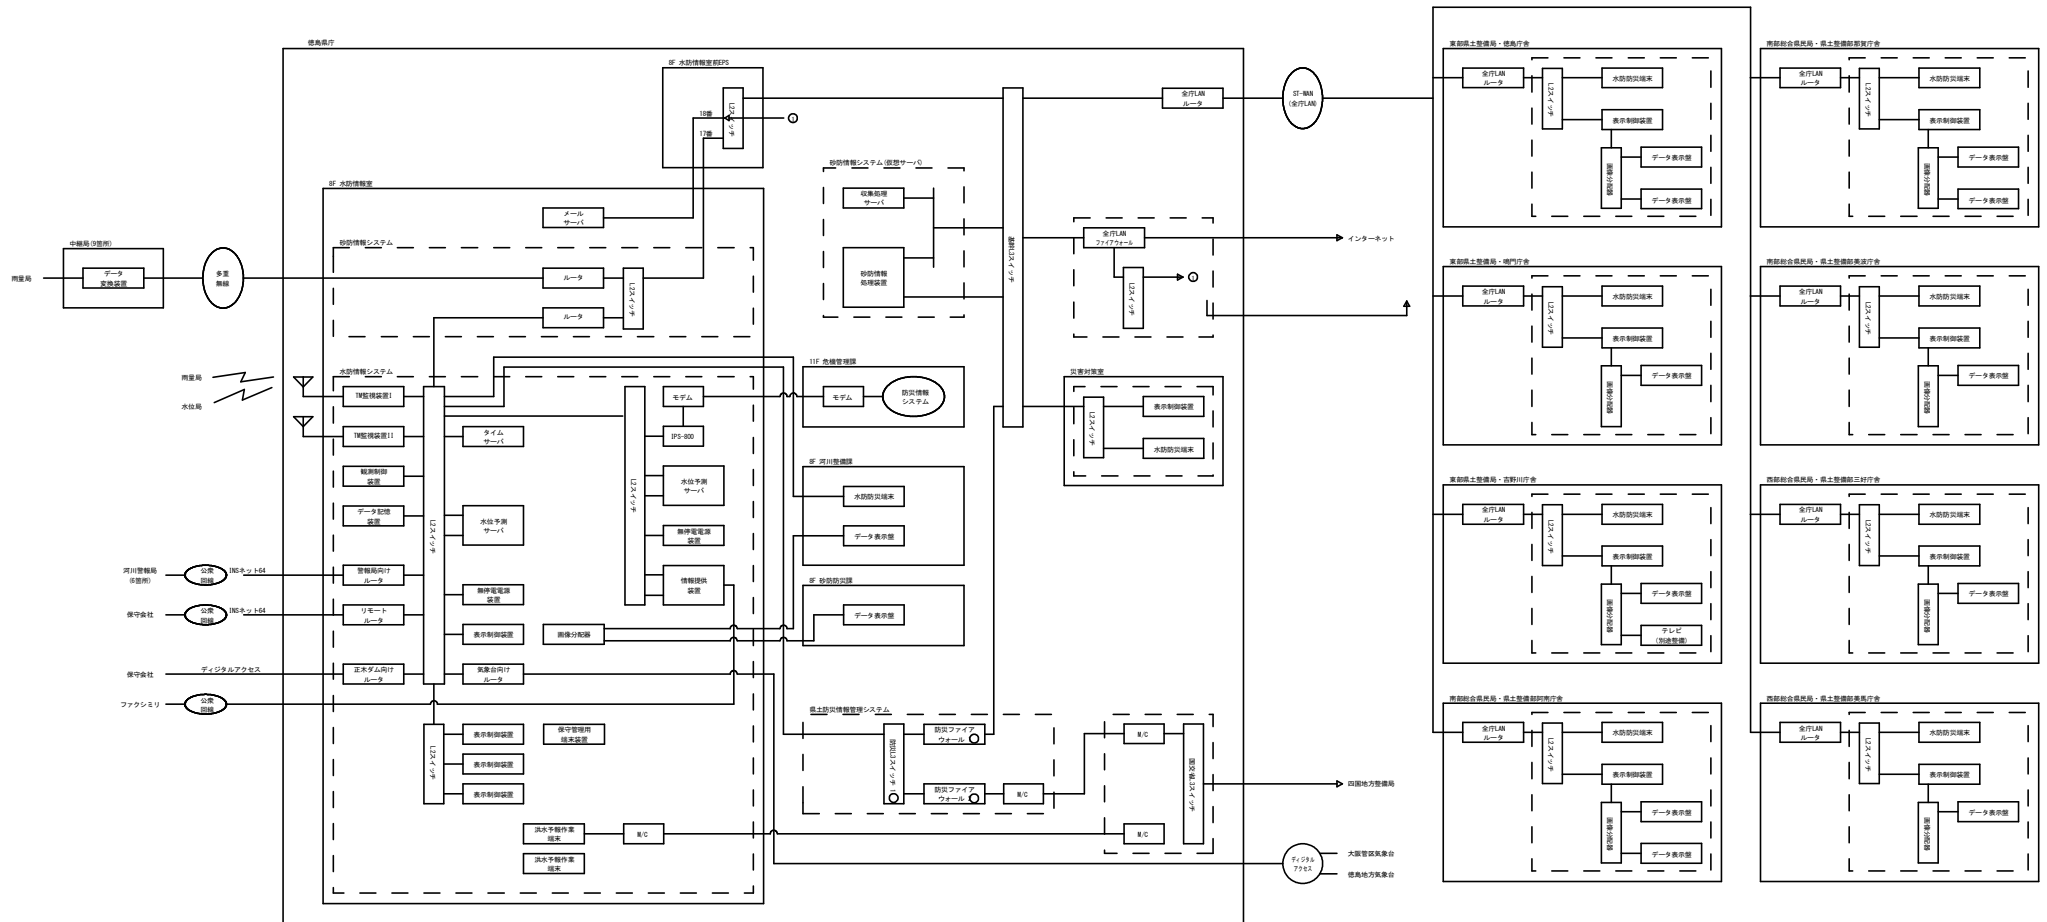 徳島県庁
8F 水防情報室前EPS
18番
17番
L2スイッチ
1
全庁LAN
ルータ
ST-WAN
(全庁LAN)
砂防情報システム(仮想サーバ)
収集処理
サーバ
砂防情報
処理装置
基幹L3スイッチ
全庁LAN
ファイアウォール
L2スイッチ
1
インターネット
8F 水防情報室
メール
サーバ
砂防情報システム
ルータ
ルータ
L2スイッチ
中継局(9箇所)
雨量局
データ
変換装置
多重
無線
雨量局
水位局
水防情報システム
TM監視装置I
TM監視装置II
観測制御
装置
データ記憶
装置
警報局向け
ルータ
リモート
ルータ
正木ダム向け
ルータ
L2スイッチ
タイム
サーバ
水位予測
サーバ
無停電電源
装置
表示制御装置
気象台向け
ルータ
画像分配器
L2スイッチ
モデム
IPS-800
水位予測
サーバ
無停電電源
装置
情報提供
装置
河川警報局
(6箇所)
公衆
回線
INSネット64
保守会社
公衆
回線
INSネット64
保守会社
ディジタルアクセス
ファクシミリ
公衆
回線
L2スイッチ
表示制御装置
表示制御装置
表示制御装置
保守管理用
端末装置
洪水予報作業
端末
M/C
洪水予報作業
端末
11F 危機管理課
モデム
防災情報
システム
8F 河川整備課
水防防災端末
データ表示盤
8F 砂防防災課
データ表示盤
災害対策室
L2スイッチ
表示制御装置
水防防災端末
県土防災情報管理システム
防災L3スイッチ
防災ファイア
ウォール
防災ファイア
ウォール
M/C
M/C
M/C
国交省L3スイッチ
四国地方整備局
ディジタル
アクセス
大阪管区気象台
徳島地方気象台
東部県土整備局・徳島庁舎
全庁LAN
ルータ
L2スイッチ
水防防災端末
表示制御装置
画像分配器
データ表示盤
データ表示盤
南部総合県民局・県土整備部那賀庁舎
全庁LAN
ルータ
L2スイッチ
水防防災端末
表示制御装置
画像分配器
データ表示盤
データ表示盤
東部県土整備局・鳴門庁舎
全庁LAN
ルータ
L2スイッチ
水防防災端末
表示制御装置
画像分配器
データ表示盤
南部総合県民局・県土整備部美波庁舎
全庁LAN
ルータ
L2スイッチ
水防防災端末
表示制御装置
画像分配器
データ表示盤
東部県土整備局・吉野川庁舎
全庁LAN
ルータ
L2スイッチ
水防防災端末
表示制御装置
画像分配器
データ表示盤
テレビ
(別途整備)
西部総合県民局・県土整備部三好庁舎
全庁LAN
ルータ
L2スイッチ
水防防災端末
表示制御装置
画像分配器
データ表示盤
南部総合県民局・県土整備部阿南庁舎
全庁LAN
ルータ
L2スイッチ
水防防災端末
表示制御装置
画像分配器
データ表示盤
データ表示盤
西部総合県民局・県土整備部美馬庁舎
全庁LAN
ルータ
L2スイッチ
水防防災端末
表示制御装置
画像分配器
データ表示盤